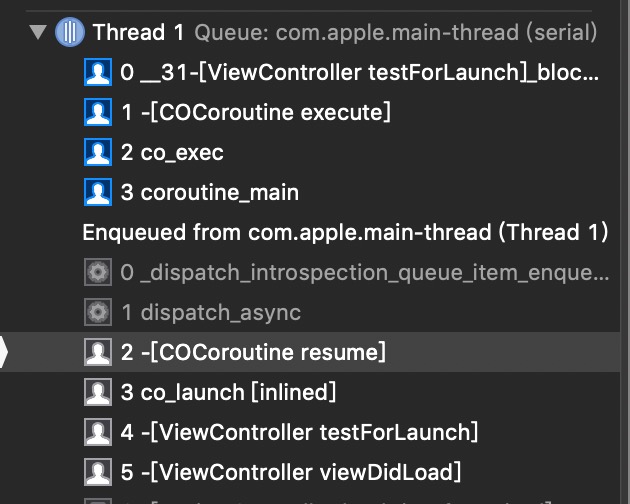 Thread 1 Queue: com.apple.main-thread (serial)
0 __31-[ViewController testForLaunch]_bloc...
1 -[COCoroutine execute]
2 co_exec
3 coroutine_main
Enqueued from com.apple.main-thread (Thread 1)
0 _dispatch_introspection_queue_item_enque...
1 dispatch_async
2 -[COCoroutine resume]
3 co_launch [inlined]
4 -[ViewController testForLaunch]
5 -[ViewController viewDidLoad]